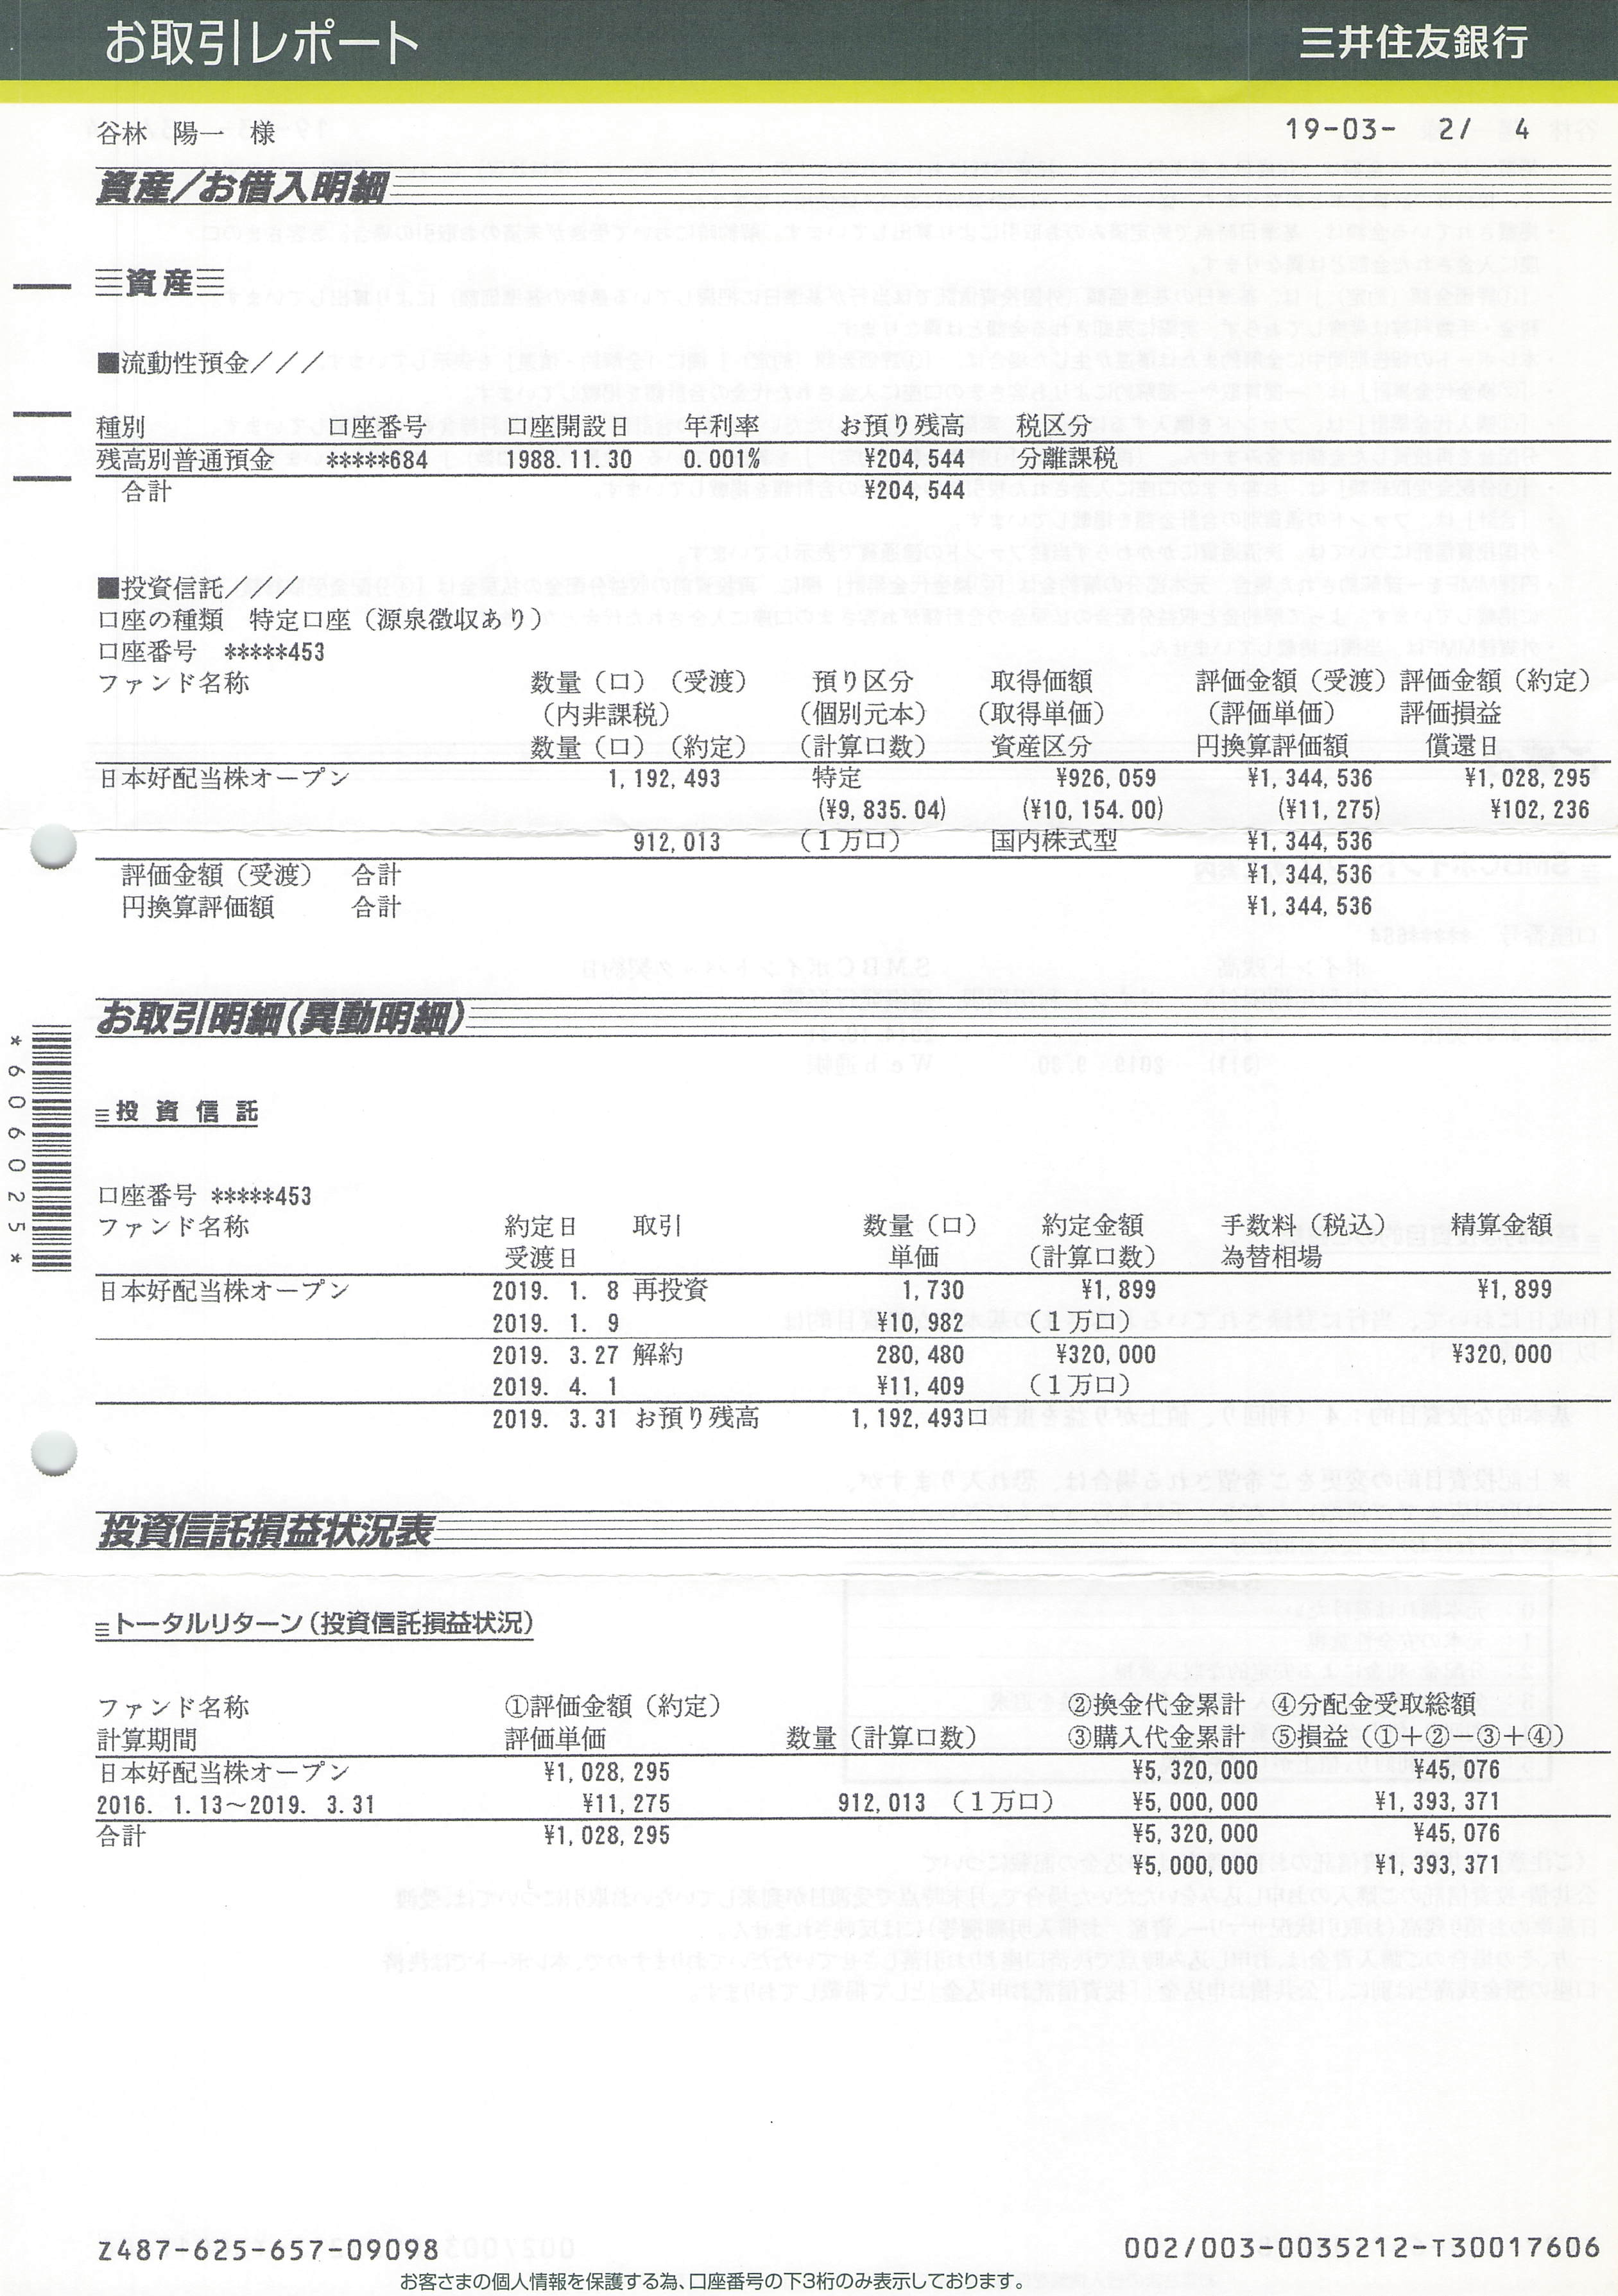 お取引レポート 三井住友銀行
谷林　陽一　様 19-03- 2/ 4
資産/お借入明細
資産
■流動性預金///
種別 口座番号 口座開設日 年利率 お預り残高 税区分
残高別普通預金 *****684 1988.11.30 0.001% ¥204,544 分離課税
合計 ¥204,544
■投資信託///
口座の種類　特定口座（源泉徴収あり）
口座番号 *****453
ファンド名称 数量（口）（受渡） 預り区分 取得価額 評価金額（受渡） 評価金額（約定）
（内非課税） （個別元本） （取得単価） （評価単価） 評価損益
数量（口）（約定） （計算口数） 資産区分 円換算評価額 償還日
日本好配当株オープン 1,192,493 特定 ¥926,059 ¥1,344,536 ¥1,028,295
(¥9,835.04) (¥10,154.00) (¥11,275) ¥102,236
912,013 （1万口） 国内株式型 ¥1,344,536
評価金額（受渡） 合計 ¥1,344,536
円換算評価額 合計 ¥1,344,536
お取引明細(異動明細)
投資信託
口座番号 *****453
ファンド名称 約定日 取引 数量（口） 約定金額 手数料（税込） 精算金額
受渡日 単価 （計算口数） 為替相場
日本好配当株オープン 2019. 1. 8 再投資 1,730 ¥1,899 ¥1,899
2019. 1. 9 ¥10,982 （1万口）
2019. 3.27 解約 280,480 ¥320,000 ¥320,000
2019. 4. 1 ¥11,409 （1万口）
2019. 3.31 お預り残高 1,192,493口
投資信託損益状況表
トータルリターン(投資信託損益状況)
ファンド名称 ①評価金額（約定） ②換金代金累計 ④分配金受取総額
計算期間 評価単価 数量（計算口数） ③購入代金累計 ⑤損益（①＋②－③＋④）
日本好配当株オープン ¥1,028,295 ¥5,320,000 ¥45,076
2016. 1.13～2019. 3.31 ¥11,275 912,013 （1万口） ¥5,000,000 ¥1,393,371
合計 ¥1,028,295 ¥5,320,000 ¥45,076
¥5,000,000 ¥1,393,371
*606025*
Z487-625-657-09098 002/003-0035212-T30017606
お客さまの個人情報を保護する為、口座番号の下3桁のみ表示しております。